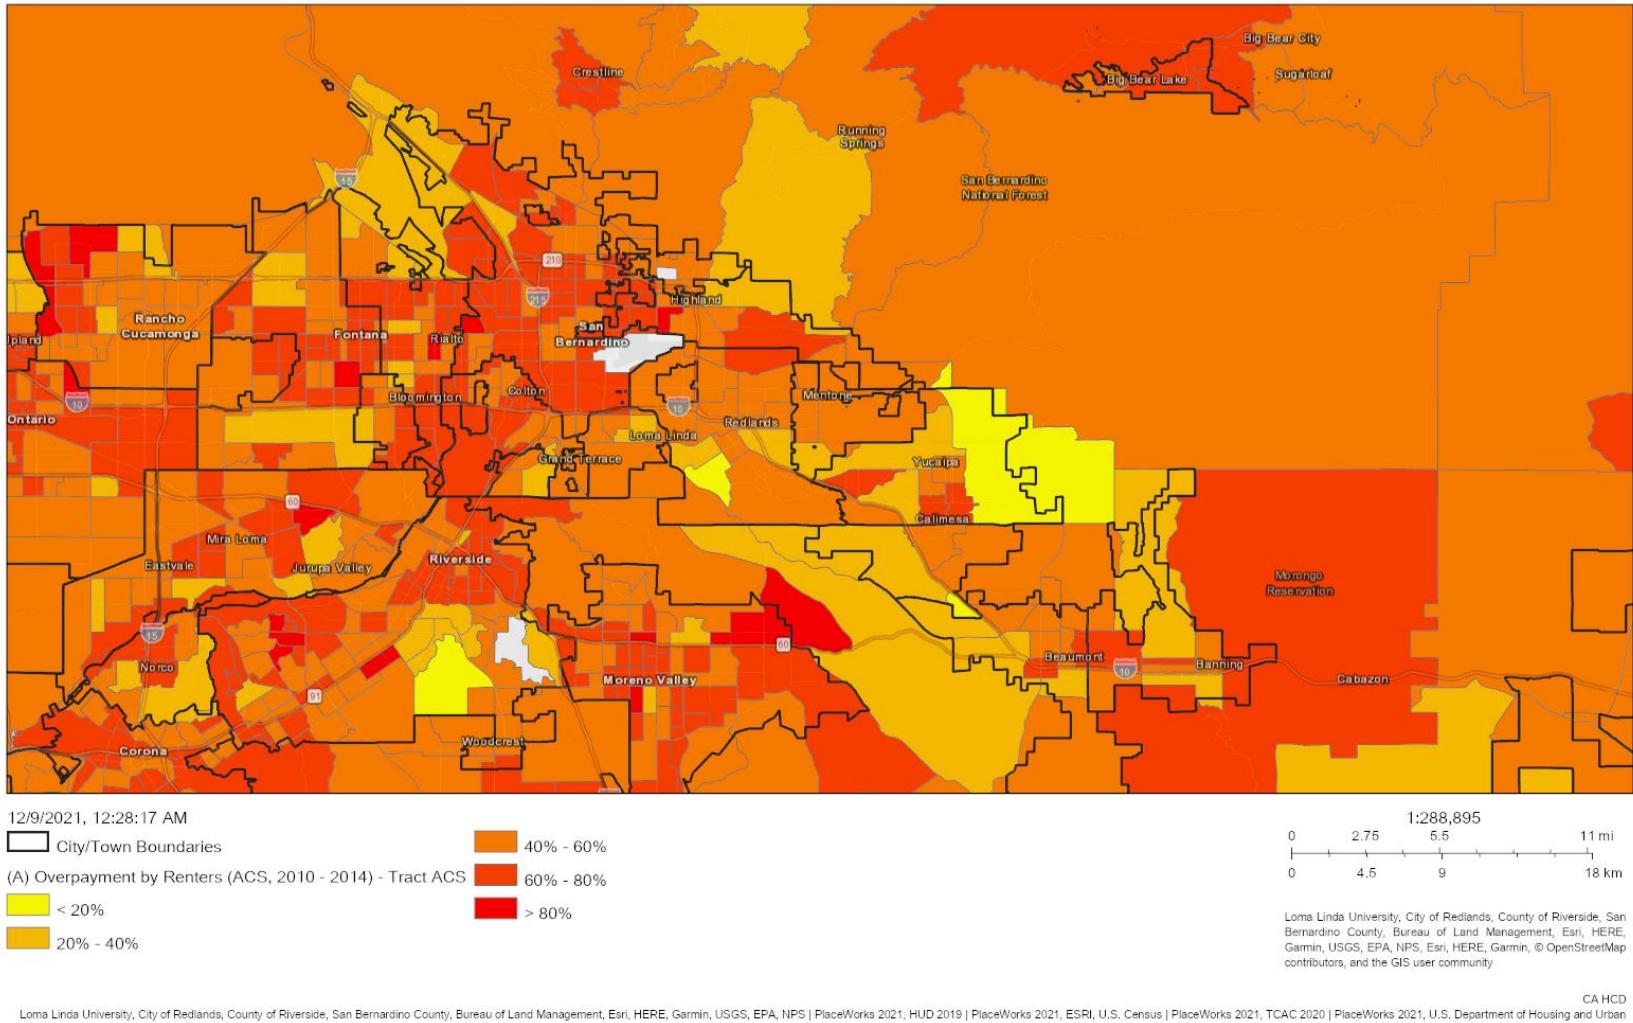 Big Bear City
Crestline
Big Bear Lake
Sugarloaf
Running
Springs
15
San Bernardino
National Forest
210
215
Highland
Rancho
Cucamonga
Fontana
Rialto
San
Bernardino
Upland
10
Bloomington
Colton
Mentone
10
Ontario
Redlands
Loma Linda
Grand Terrace
Yucaipa
60
Calimesa
Mira Loma
Riverside
Eastvale
Jurupa Valley
Morongo
Reservation
15
60
Norco
Beaumont
Banning
10
Moreno Valley
Cabazon
91
Woodcrest
Corona
12/9/2021, 12:28:17 AM
City/Town Boundaries
(A) Overpayment by Renters (ACS, 2010 - 2014) - Tract ACS
< 20%
20% - 40%
40% - 60%
60% - 80%
> 80%
1:288,895
0 2.75 5.5 11 mi
0 4.5 9 18 km
Loma Linda University, City of Redlands, County of Riverside, San
Bernardino County, Bureau of Land Management, Esri, HERE,
Garmin, USGS, EPA, NPS, Esri, HERE, Garmin, © OpenStreetMap
contributors, and the GIS user community
CA HCD
Loma Linda University, City of Redlands, County of Riverside, San Bernardino County, Bureau of Land Management, Esri, HERE, Garmin, USGS, EPA, NPS | PlaceWorks 2021, HUD 2019 | PlaceWorks 2021, ESRI, U.S. Census | PlaceWorks 2021, TCAC 2020 | PlaceWorks 2021, U.S. Department of Housing and Urban